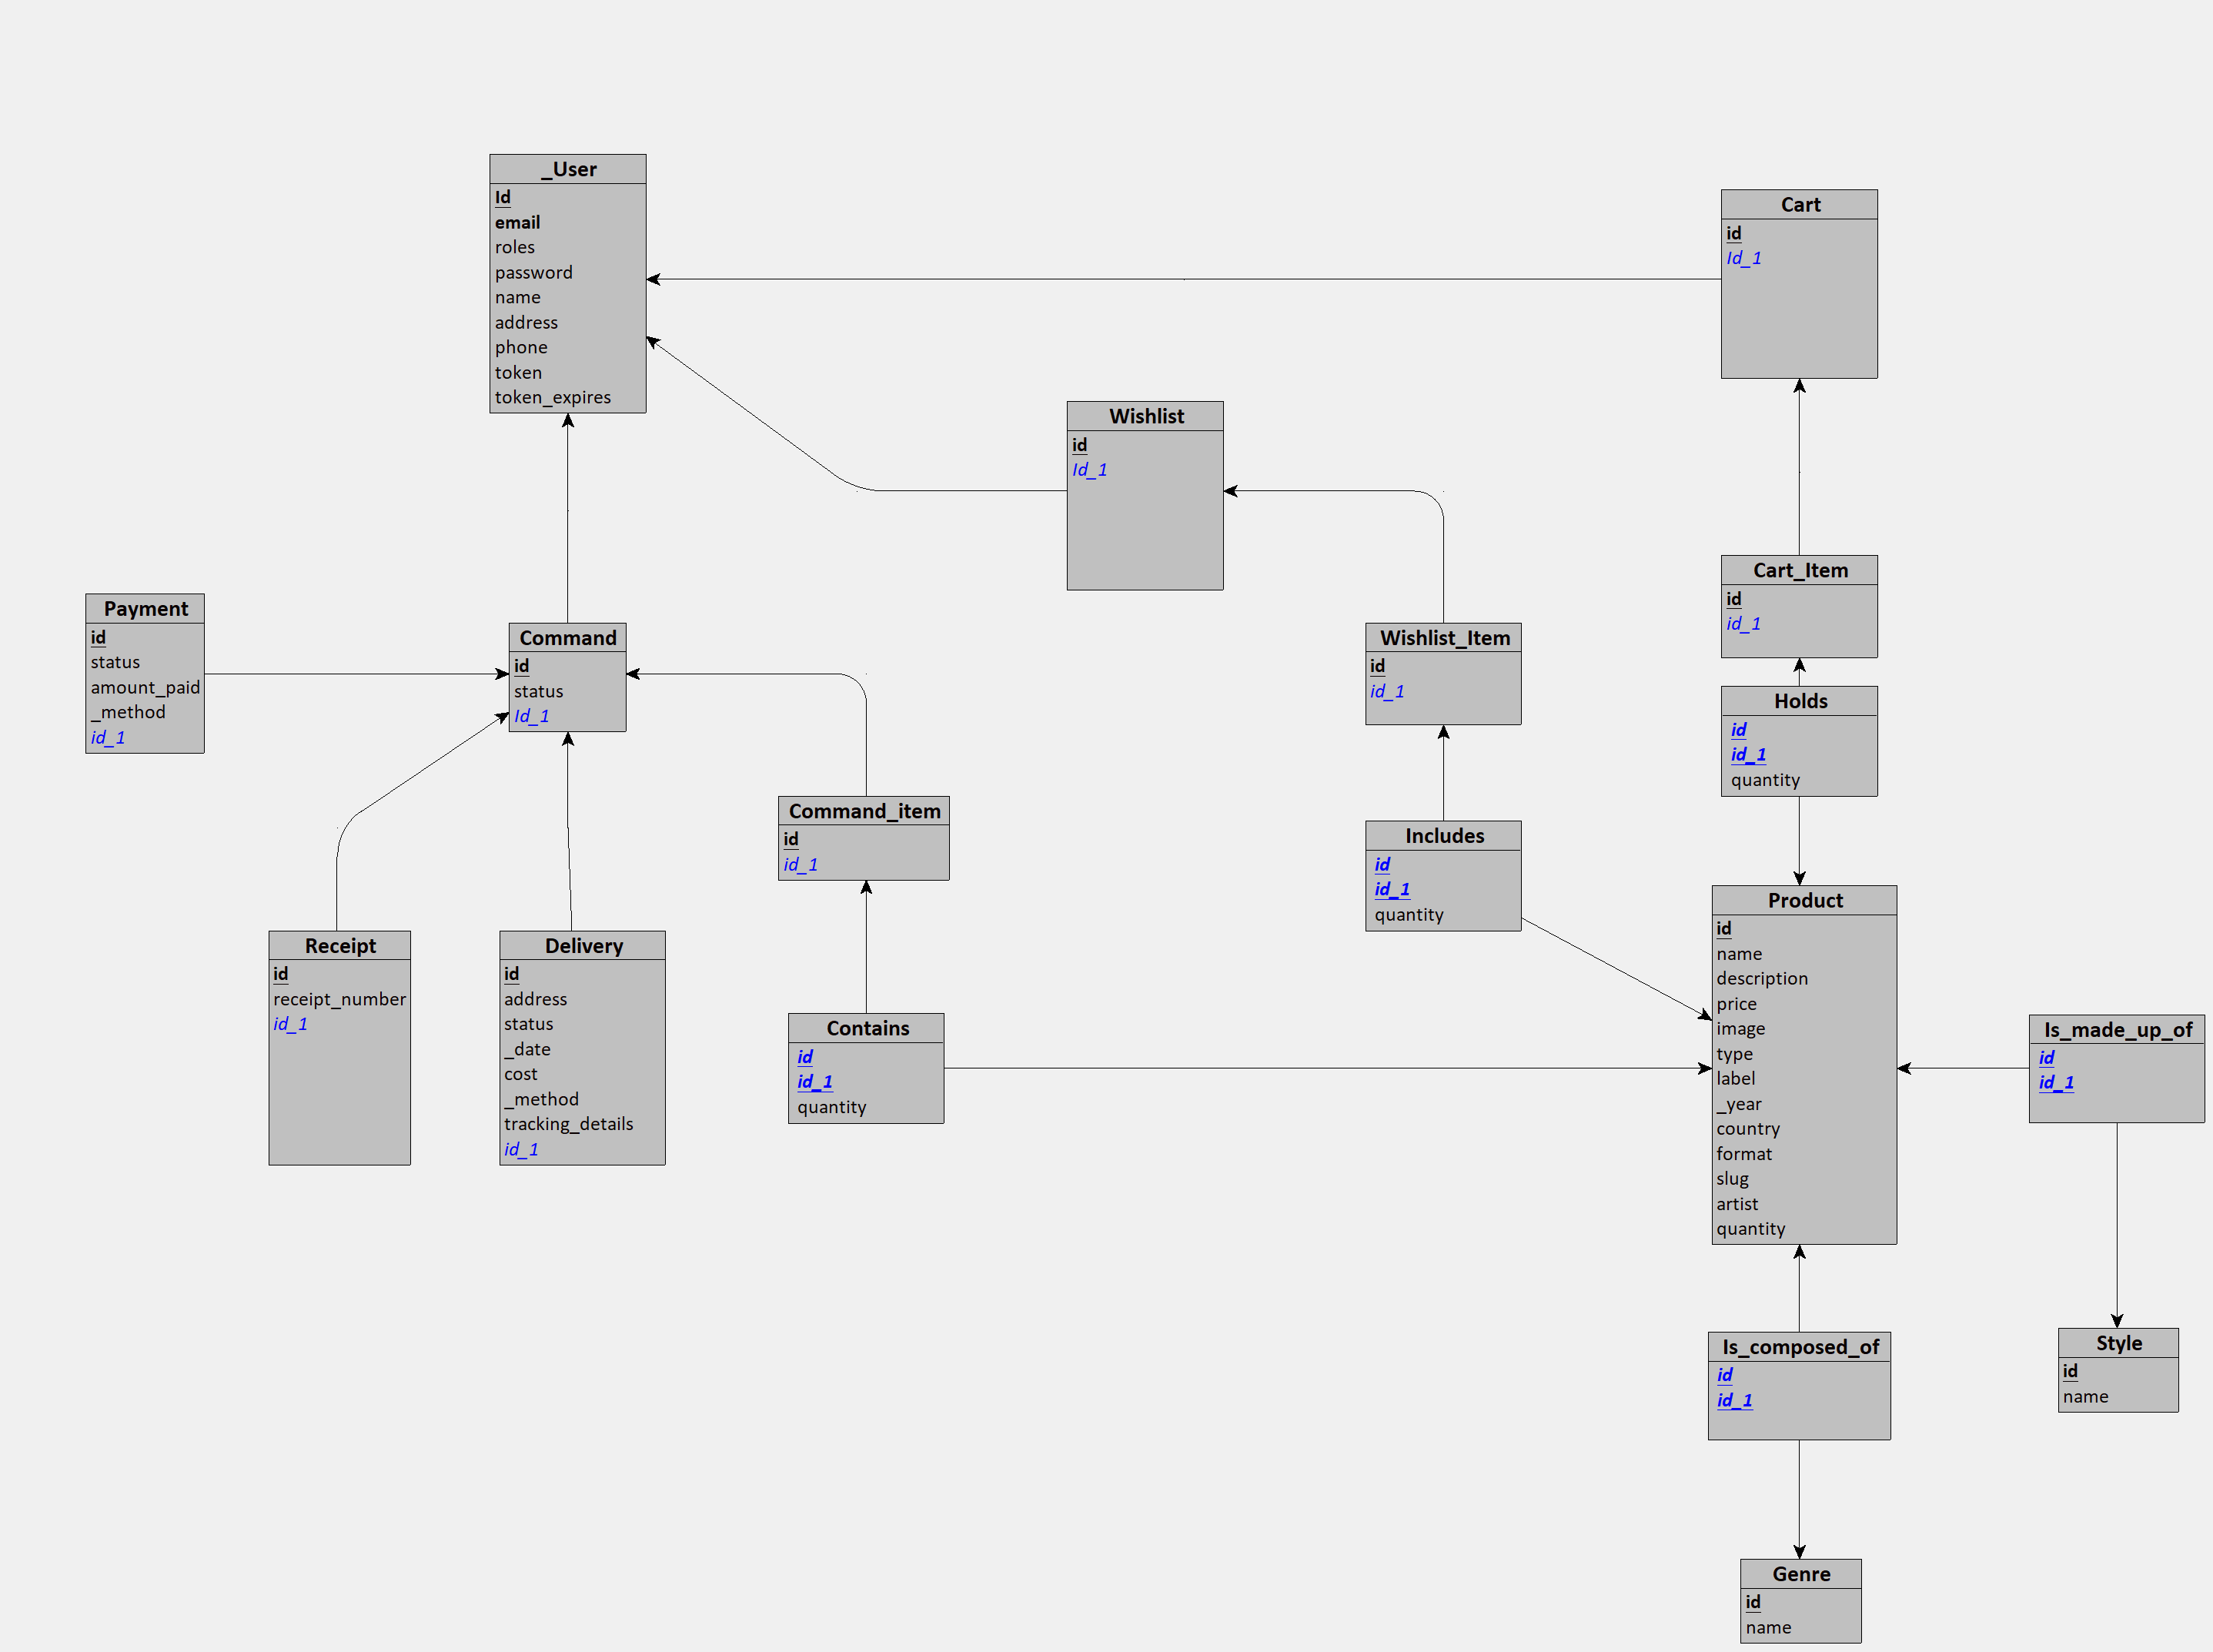 _User
Id
email
roles
password
name
address
phone
token
token_expires
Cart
id
Id_1
Wishlist
id
Id_1
Cart_Item
id
id_1
Payment
id
status
amount_paid
_method
id_1
Command
id
status
Id_1
Wishlist_Item
id
id_1
Holds
id
id_1
quantity
Command_item
id
id_1
Includes
id
id_1
quantity
Product
id
name
description
price
image
type
label
_year
country
format
slug
artist
quantity
Receipt
id
receipt_number
id_1
Delivery
id
address
status
_date
cost
_method
tracking_details
id_1
Contains
id
id_1
quantity
Is_made_up_of
id
id_1
Is_composed_of
id
id_1
Style
id
name
Genre
id
name